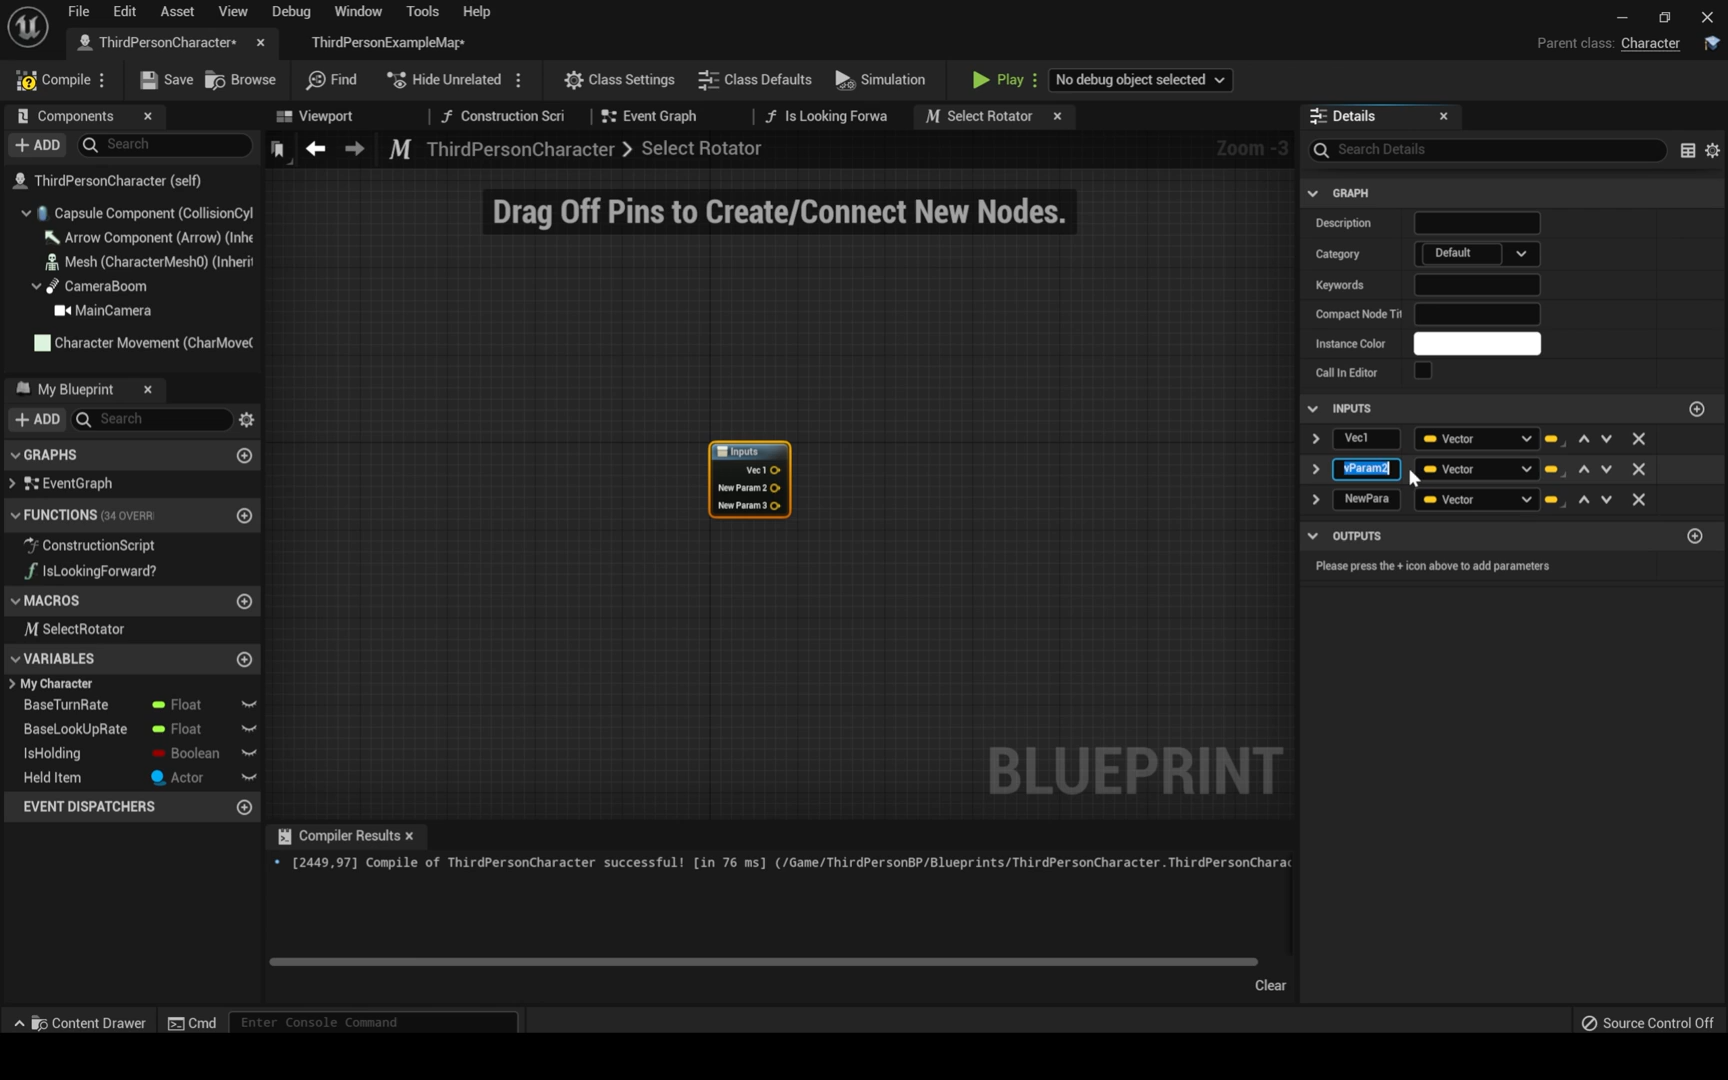 File Edit Asset View Debug Window Tools Help
ThirdPersonCharacter* ThirdPersonExampleMap*
Parent class: Character
Compile Save Browse Find Hide Unrelated Class Settings Class Defaults Simulation Play No debug object selected
Components
ADD Search
ThirdPersonCharacter (self)
Capsule Component (CollisionCyl
Arrow Component (Arrow) (Inhe
Mesh (CharacterMesh0) (Inherit
CameraBoom
MainCamera
Character Movement (CharMove
My Blueprint
ADD Search
GRAPHS
EventGraph
FUNCTIONS (34 OVERR
ConstructionScript
IsLookingForward?
MACROS
SelectRotator
VARIABLES
My Character
BaseTurnRate Float
BaseLookUpRate Float
IsHolding Boolean
Held Item Actor
EVENT DISPATCHERS
Viewport Construction Scri Event Graph Is Looking Forwa Select Rotator
ThirdPersonCharacter > Select Rotator
Zoom -3
Drag Off Pins to Create/Connect New Nodes.
Inputs
Vec 1
New Param 2
New Param 3
BLUEPRINT
Compiler Results
[2449,97] Compile of ThirdPersonCharacter successful! [in 76 ms] (/Game/ThirdPersonBP/Blueprints/ThirdPersonCharacter.ThirdPersonCharac
Clear
Details
Search Details
GRAPH
Description
Category Default
Keywords
Compact Node Tit
Instance Color
Call In Editor
INPUTS
Vec1 Vector
vParam2 Vector
NewPara Vector
OUTPUTS
Please press the + icon above to add parameters
Content Drawer Cmd Enter Console Command
Source Control Off